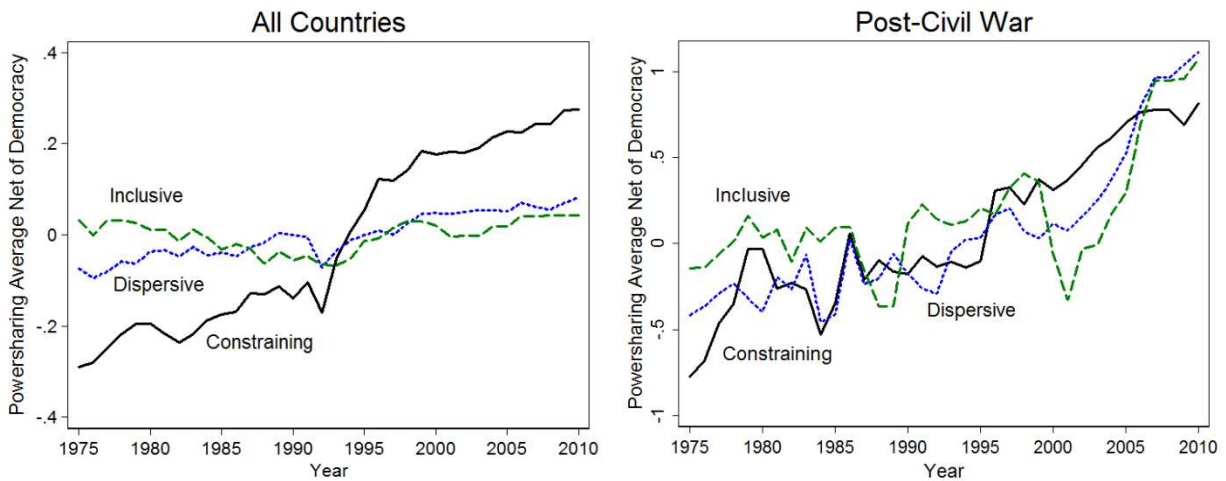 All Countries
Powersharing Average Net of Democracy
.4
.2
0
-.2
-.4
Inclusive
Dispersive
Constraining
1975 1980 1985 1990 1995 2000 2005 2010
Year
Post-Civil War
Powersharing Average Net of Democracy
1
.5
0
-.5
-1
Inclusive
Dispersive
Constraining
1975 1980 1985 1990 1995 2000 2005 2010
Year